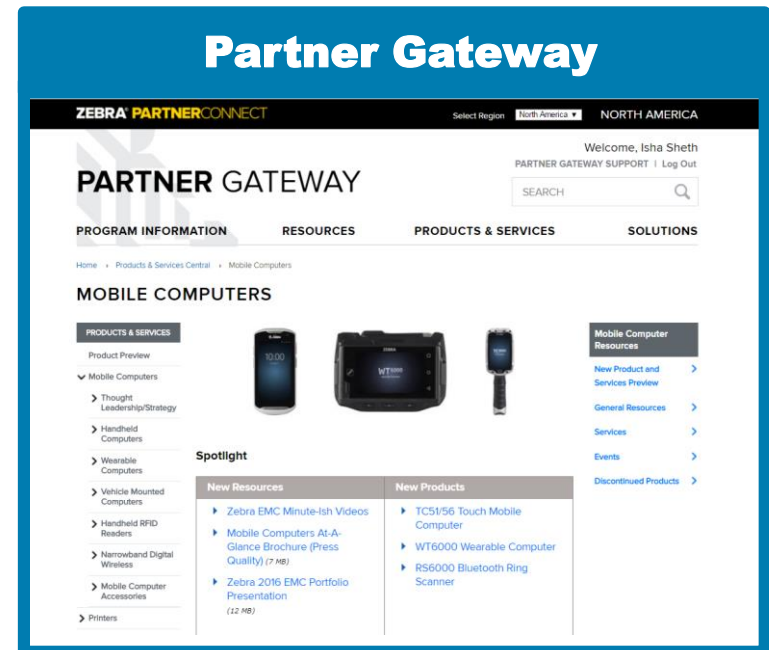 Partner Gateway
ZEBRA® PARTNERCONNECT
Select Region North America ▼ NORTH AMERICA
Welcome, Isha Sheth
PARTNER GATEWAY SUPPORT | Log Out
PARTNER GATEWAY
SEARCH
PROGRAM INFORMATION RESOURCES PRODUCTS & SERVICES SOLUTIONS
Home › Products & Services Central › Mobile Computers
MOBILE COMPUTERS
PRODUCTS & SERVICES
Product Preview
Mobile Computers
Thought
Leadership/Strategy
Handheld
Computers
Wearable
Computers
Vehicle Mounted
Computers
Handheld RFID
Readers
Narrowband Digital
Wireless
Mobile Computer
Accessories
Printers
10:00
ZEBRA
WT6000
Spotlight
New Resources
Zebra EMC Minute-Ish Videos
Mobile Computers At-A-
Glance Brochure (Press
Quality) (7 MB)
Zebra 2016 EMC Portfolio
Presentation
(12 MB)
New Products
TC51/56 Touch Mobile
Computer
WT6000 Wearable Computer
RS6000 Bluetooth Ring
Scanner
Mobile Computer
Resources
New Product and
Services Preview
General Resources
Services
Events
Discontinued Products